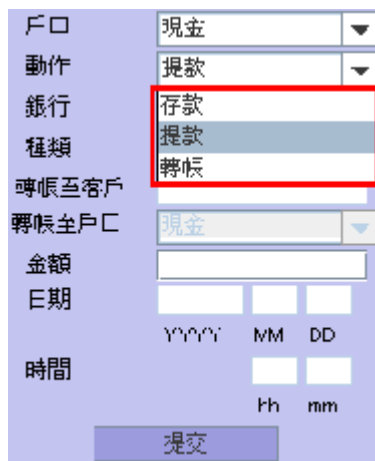 戶口 現金
動作 提款
銀行 存款
提款
種類
轉帳
轉帳至客戶
轉帳至戶口 現金
金額
日期
YYYY MM DD
時間
hh mm
提交